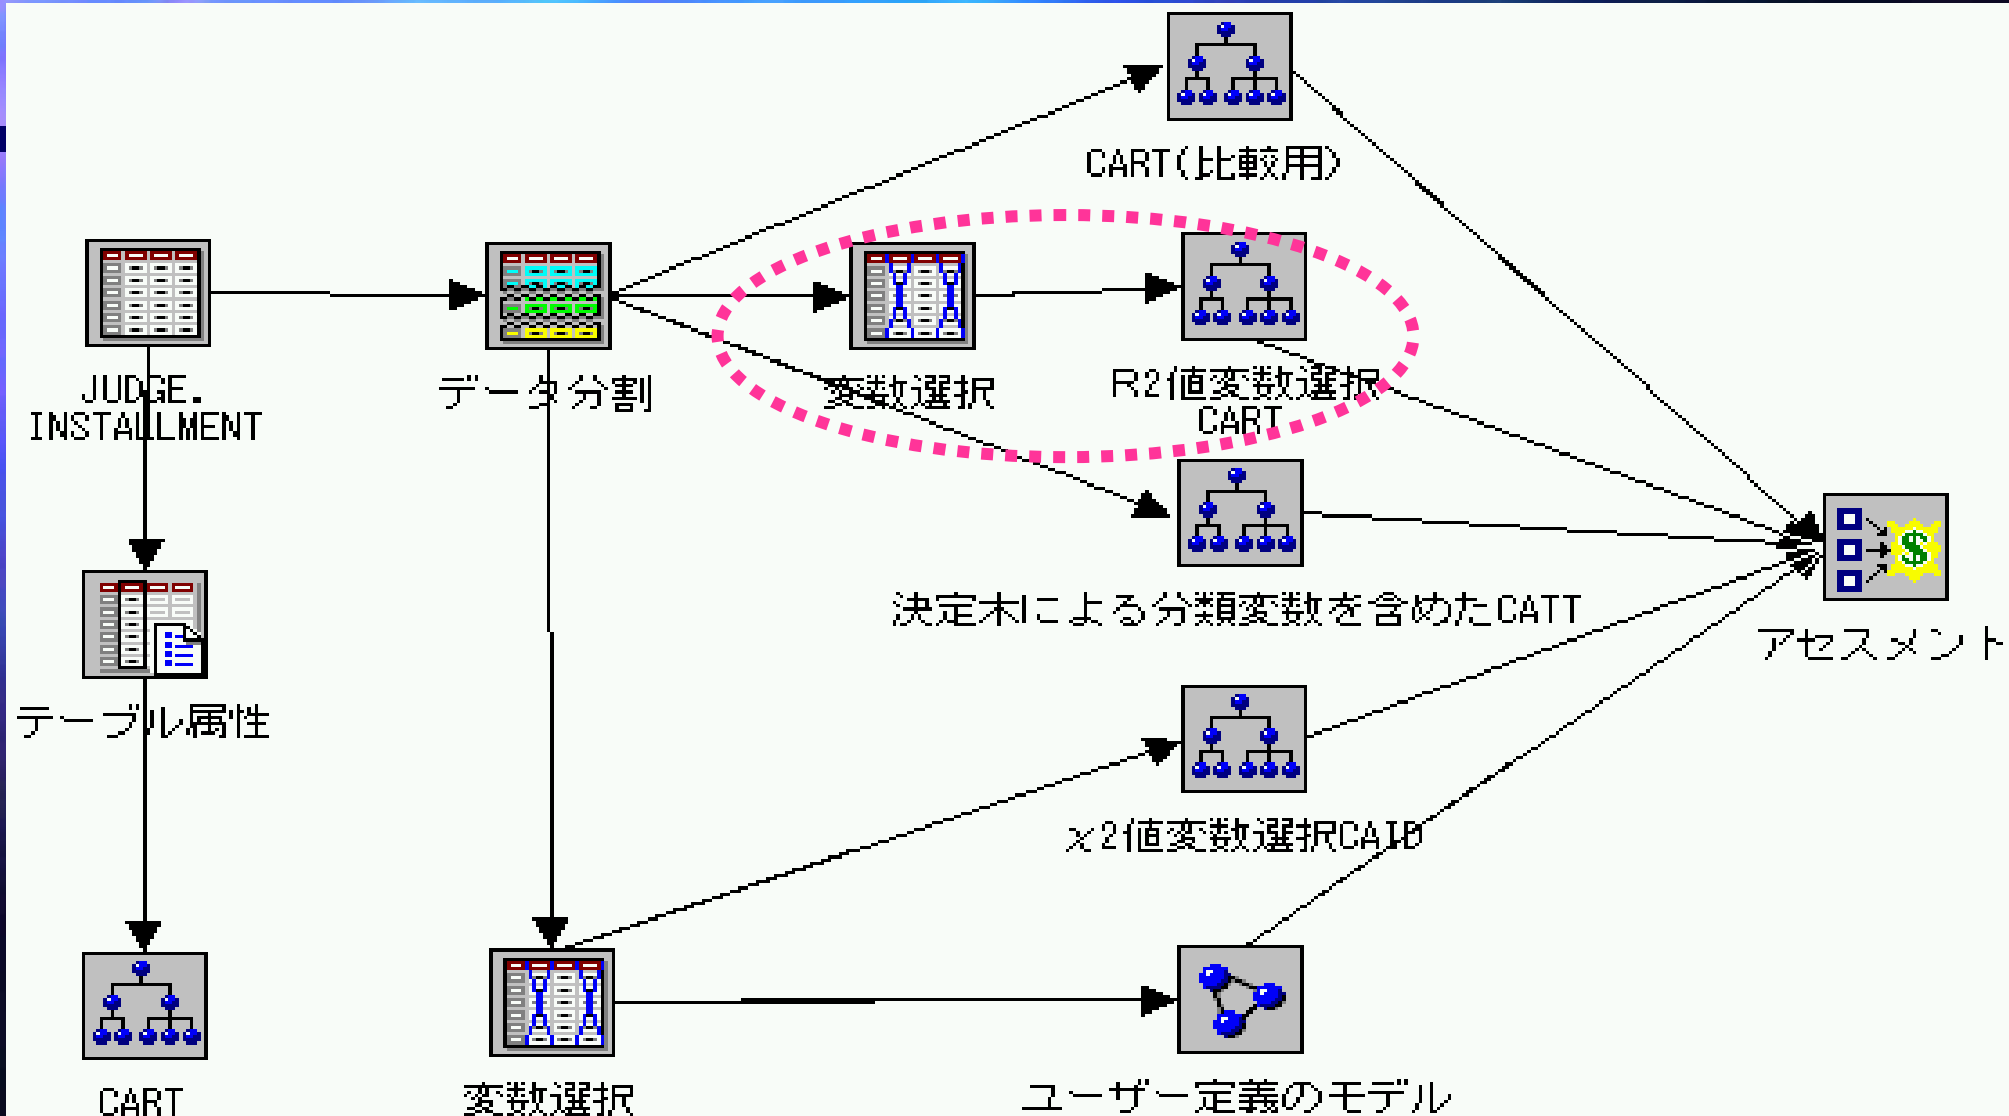 CART(比較用)
JUDGE.
INSTALLMENT
データ分割
変数選択
R2値変数選択
CART
決定木による分類変数を含めたCATT
アセスメント
テーブル属性
χ2値変数選択CAID
CART
変数選択
ユーザー定義のモデル